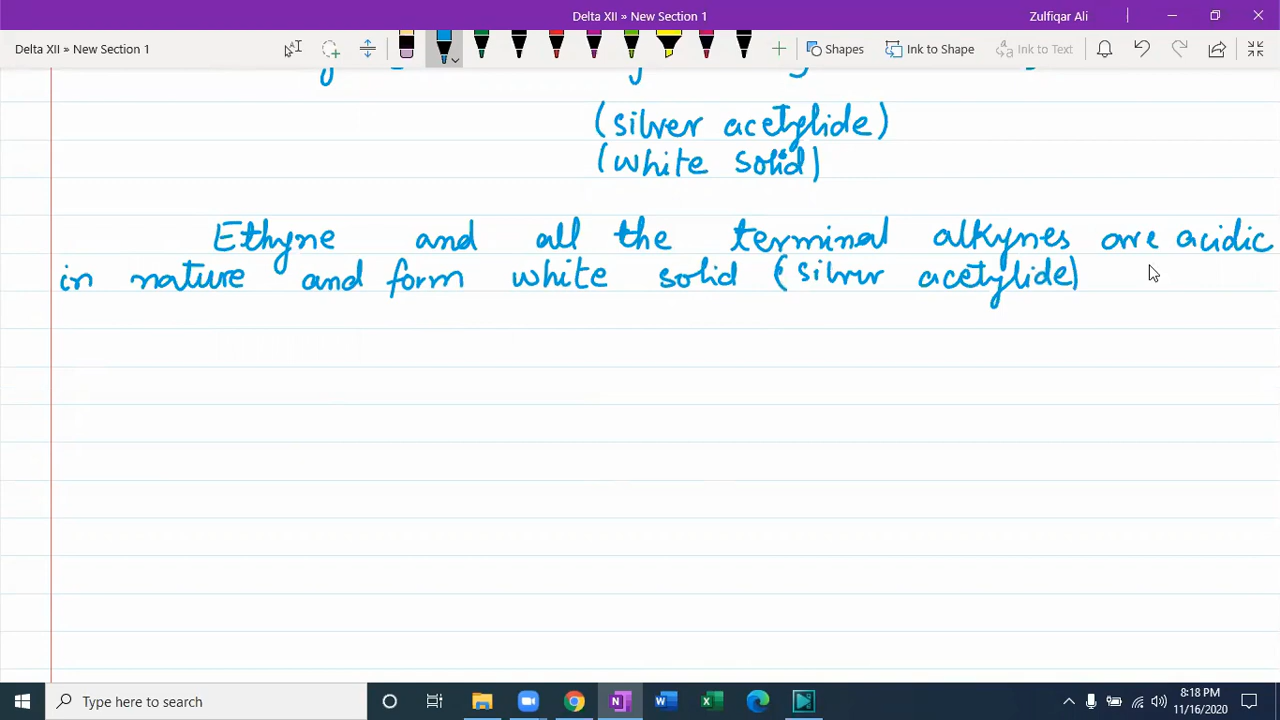 Delta XII » New Section 1
Zulfiqar Ali
Delta XII » New Section 1
Shapes
Ink to Shape
Ink to Text
(silver acetylide)
(white solid)
Ethyne and all the terminal alkynes are acidic
in nature and form white solid (silver acetylide)
Type here to search
8:18 PM
11/16/2020